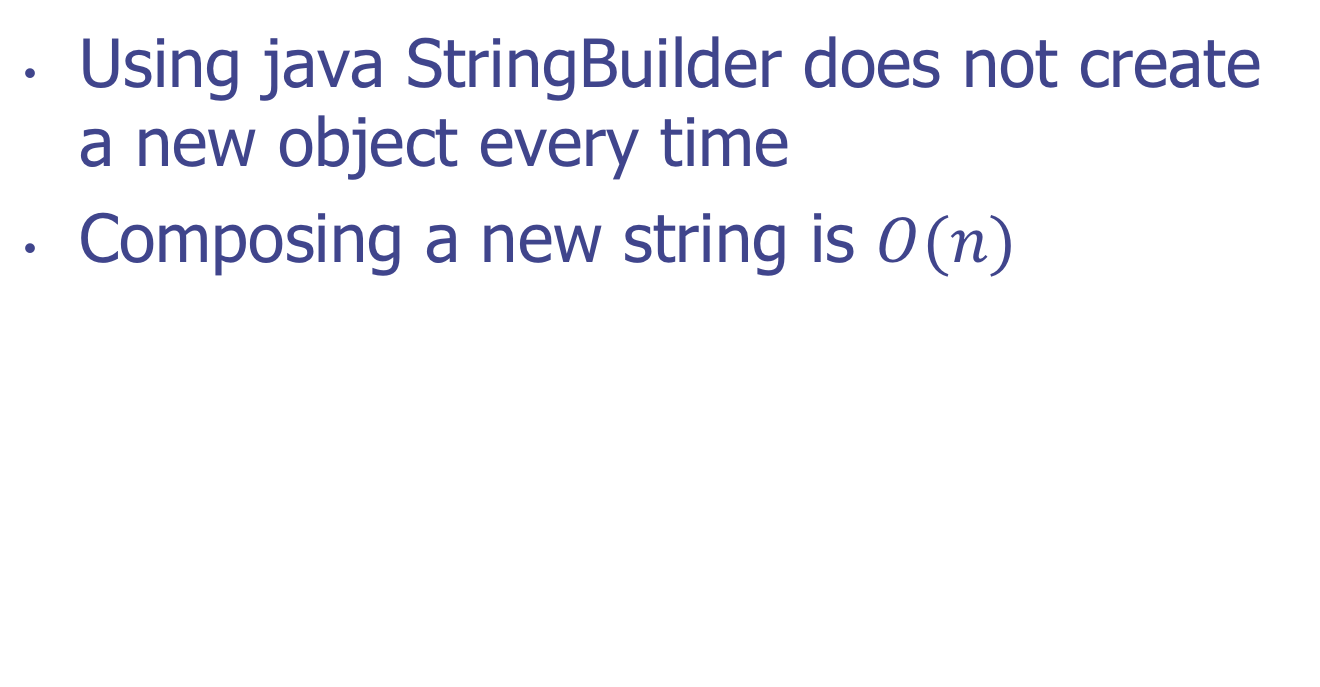 • Using java StringBuilder does not create
a new object every time
• Composing a new string is O(n)